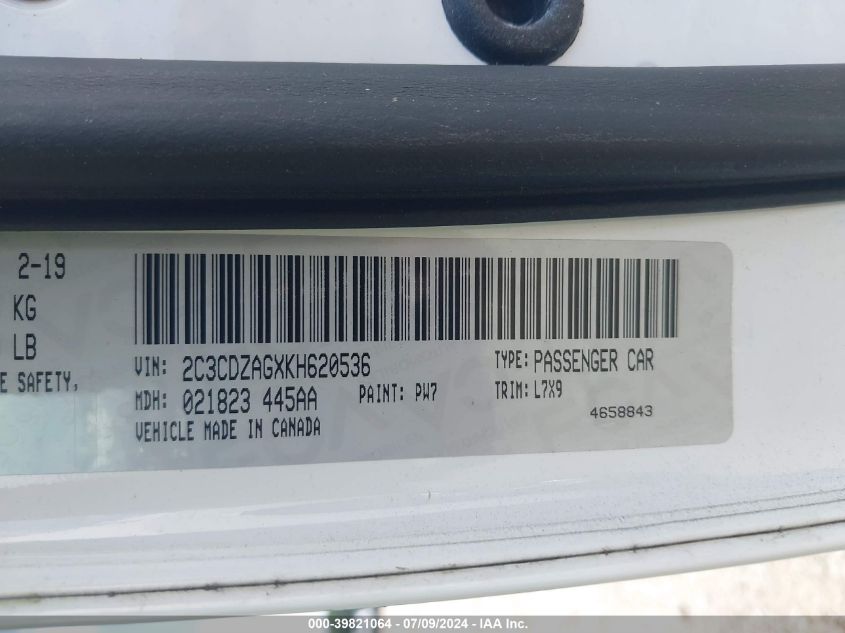 2-19
KG
LB
E SAFETY,
VIN: 2C3CDZAGXKH620536
TYPE: PASSENGER CAR
MDH: 021823 445AA
PAINT: PW7
TRIM: L7X9
VEHICLE MADE IN CANADA
4658843
000-39821064 - 07/09/2024 - IAA Inc.